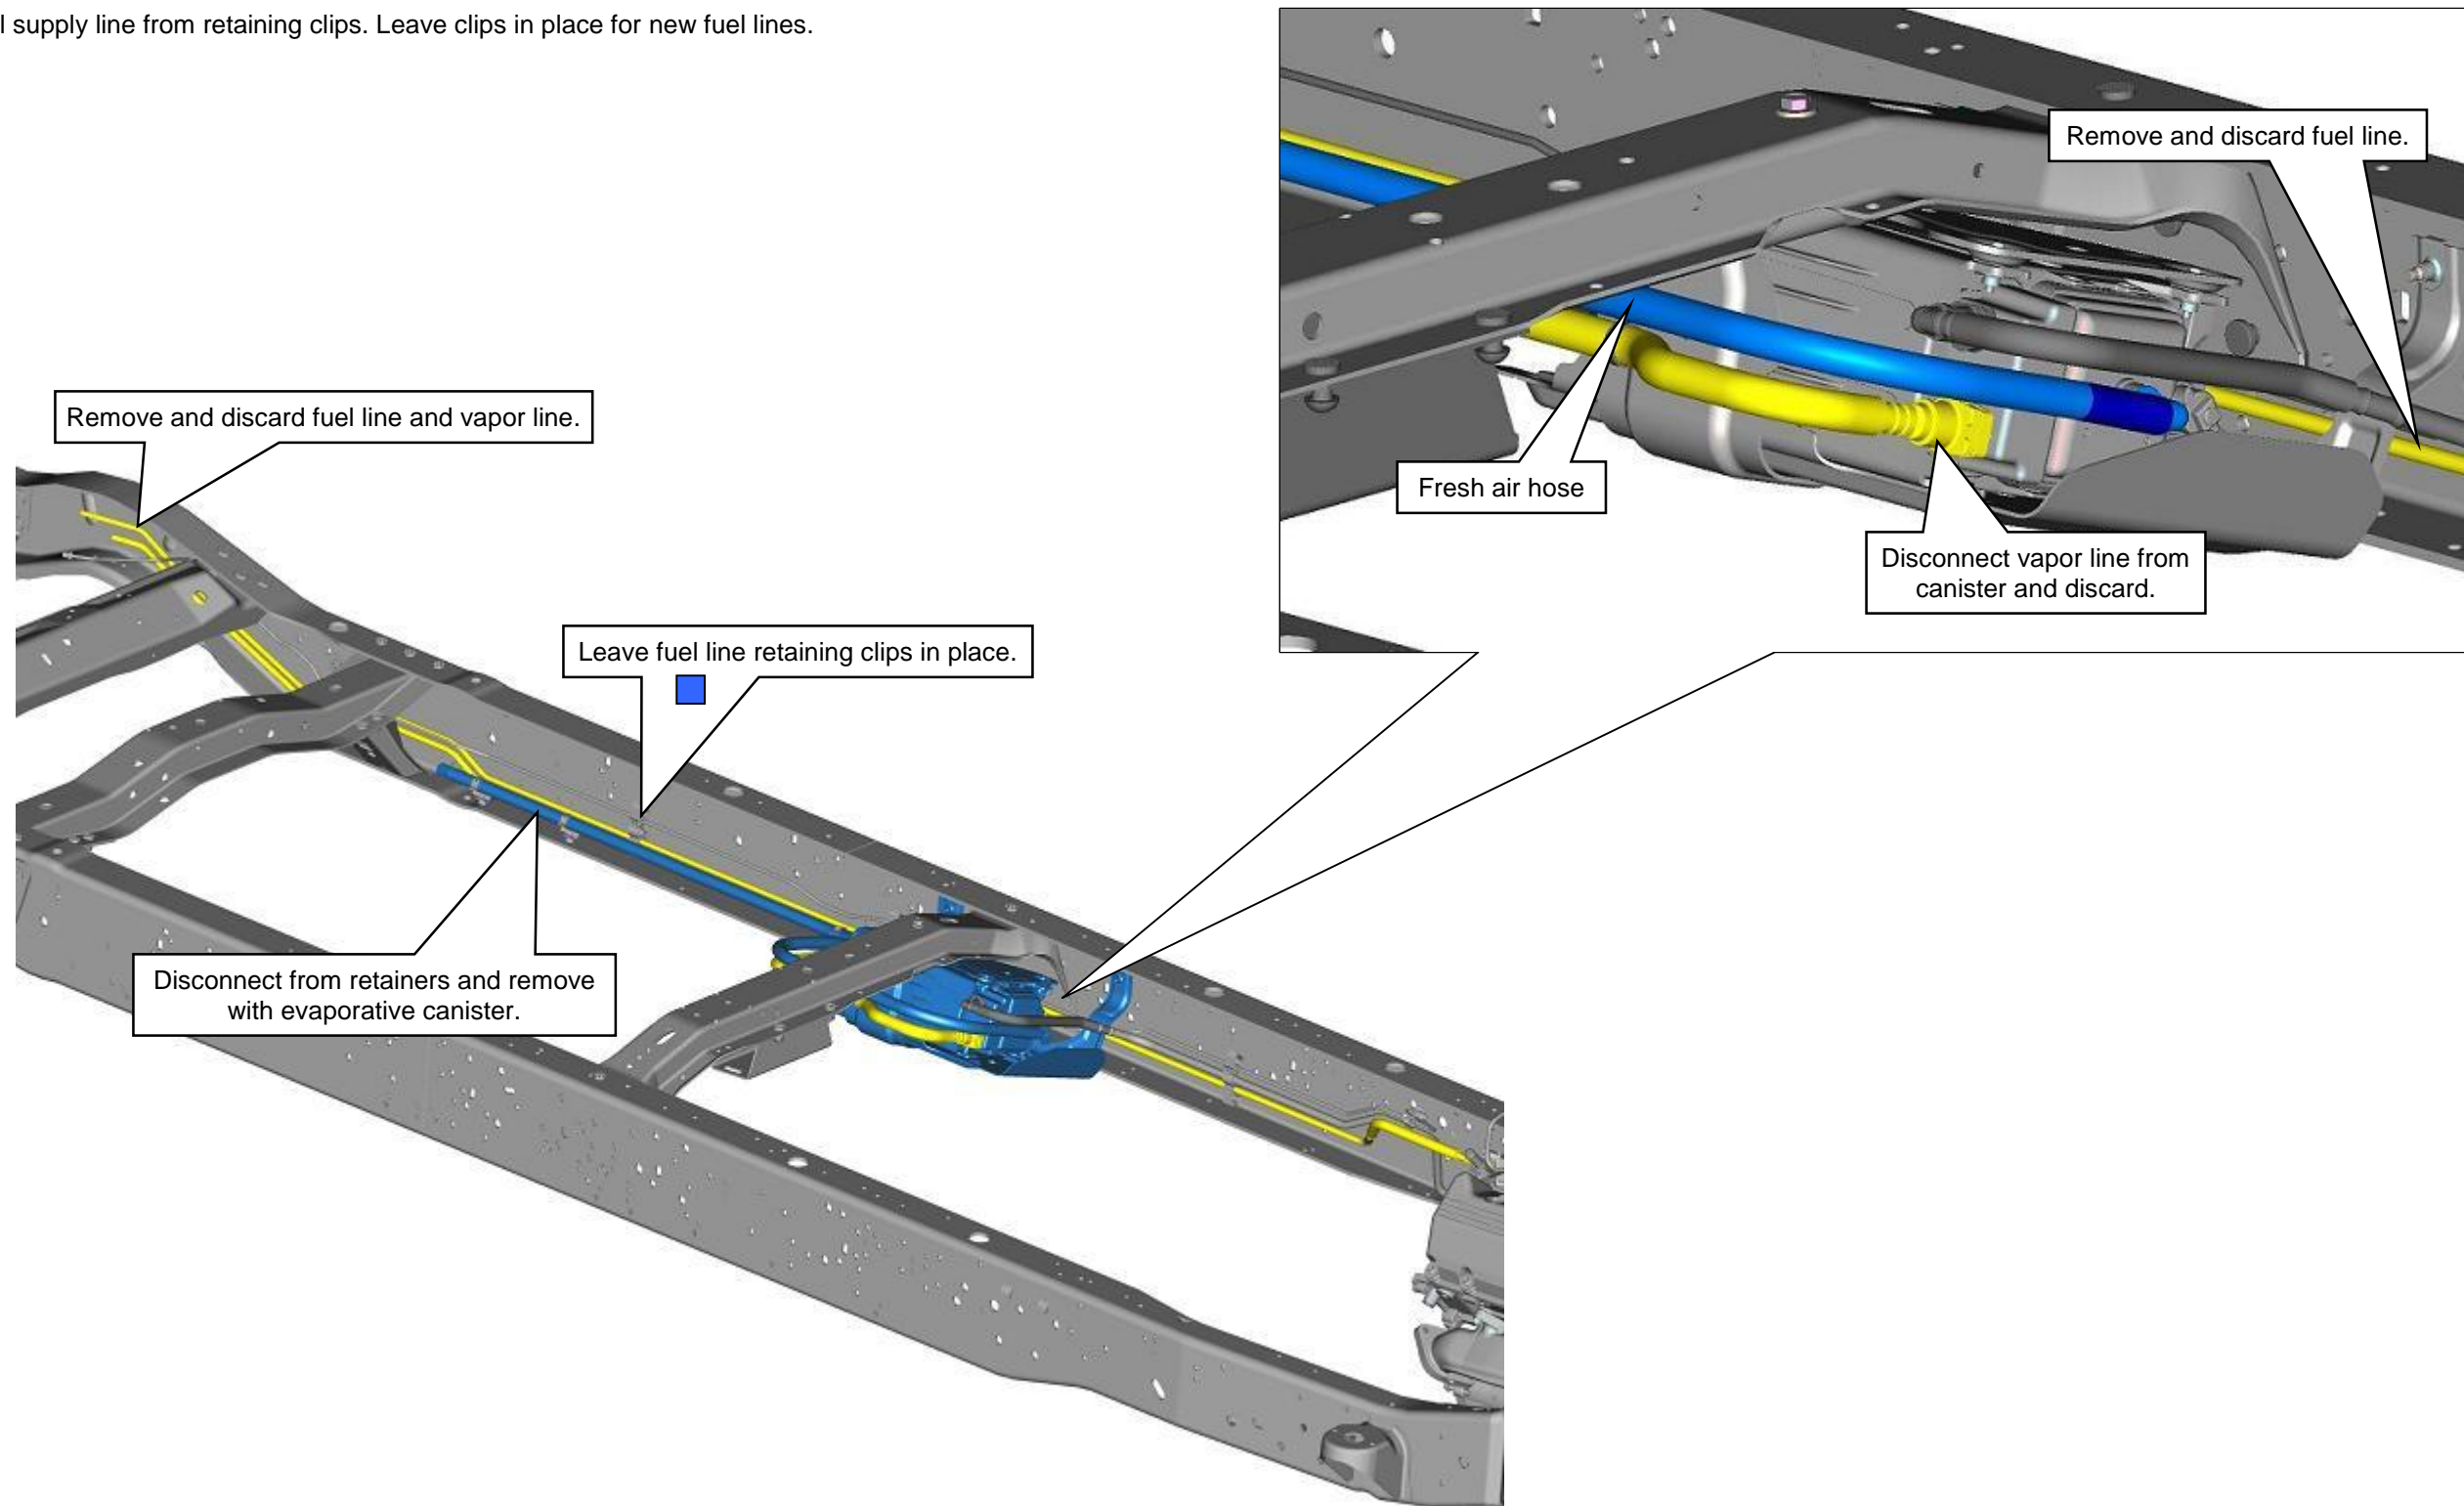 supply line from retaining clips. Leave clips in place for new fuel lines.
Remove and discard fuel line.
Remove and discard fuel line and vapor line.
Fresh air hose
Disconnect vapor line from
canister and discard.
Leave fuel line retaining clips in place.
Disconnect from retainers and remove
with evaporative canister.